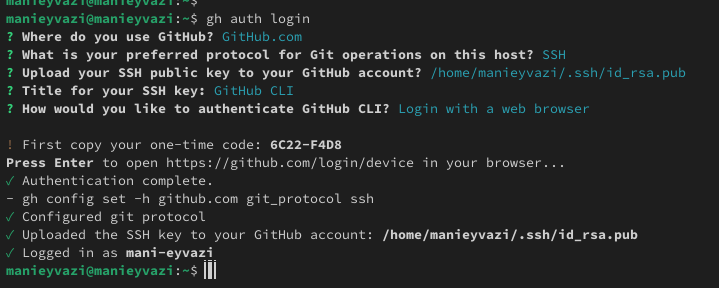 manieyvazi@manieyvazi:~$
manieyvazi@manieyvazi:~$ gh auth login
? Where do you use GitHub? GitHub.com
? What is your preferred protocol for Git operations on this host? SSH
? Upload your SSH public key to your GitHub account? /home/manieyvazi/.ssh/id_rsa.pub
? Title for your SSH key: GitHub CLI
? How would you like to authenticate GitHub CLI? Login with a web browser

! First copy your one-time code: 6C22-F4D8
Press Enter to open https://github.com/login/device in your browser...
✓ Authentication complete.
- gh config set -h github.com git_protocol ssh
✓ Configured git protocol
✓ Uploaded the SSH key to your GitHub account: /home/manieyvazi/.ssh/id_rsa.pub
✓ Logged in as mani-eyvazi
manieyvazi@manieyvazi:~$